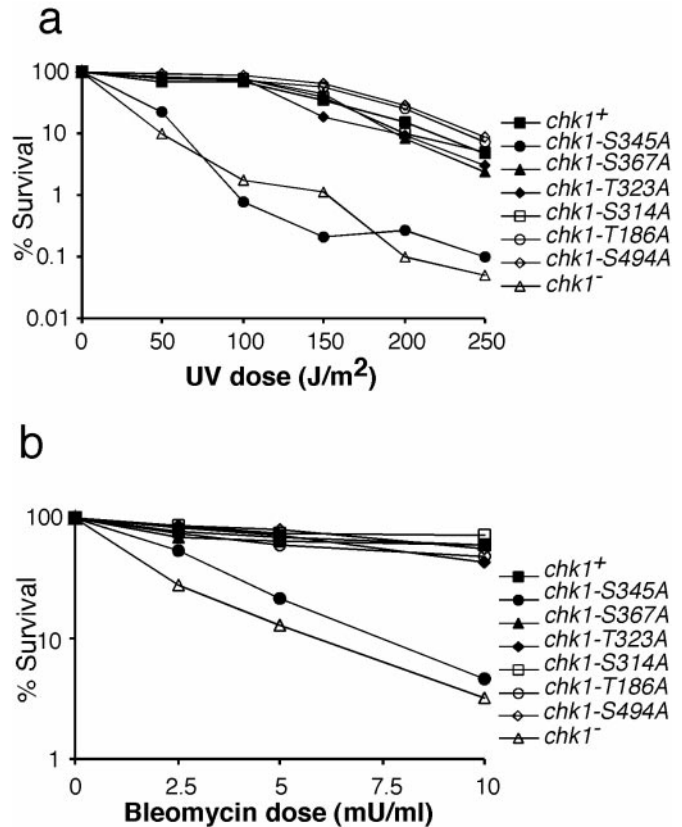 a
100
10
1
0.1
0.01
% Survival
0 50 100 150 200 250
UV dose (J/m²)
chk1⁺
chk1-S345A
chk1-S367A
chk1-T323A
chk1-S314A
chk1-T186A
chk1-S494A
chk1⁻
b
100
10
1
% Survival
0 2.5 5 7.5 10
Bleomycin dose (mU/ml)
chk1⁺
chk1-S345A
chk1-S367A
chk1-T323A
chk1-S314A
chk1-T186A
chk1-S494A
chk1⁻